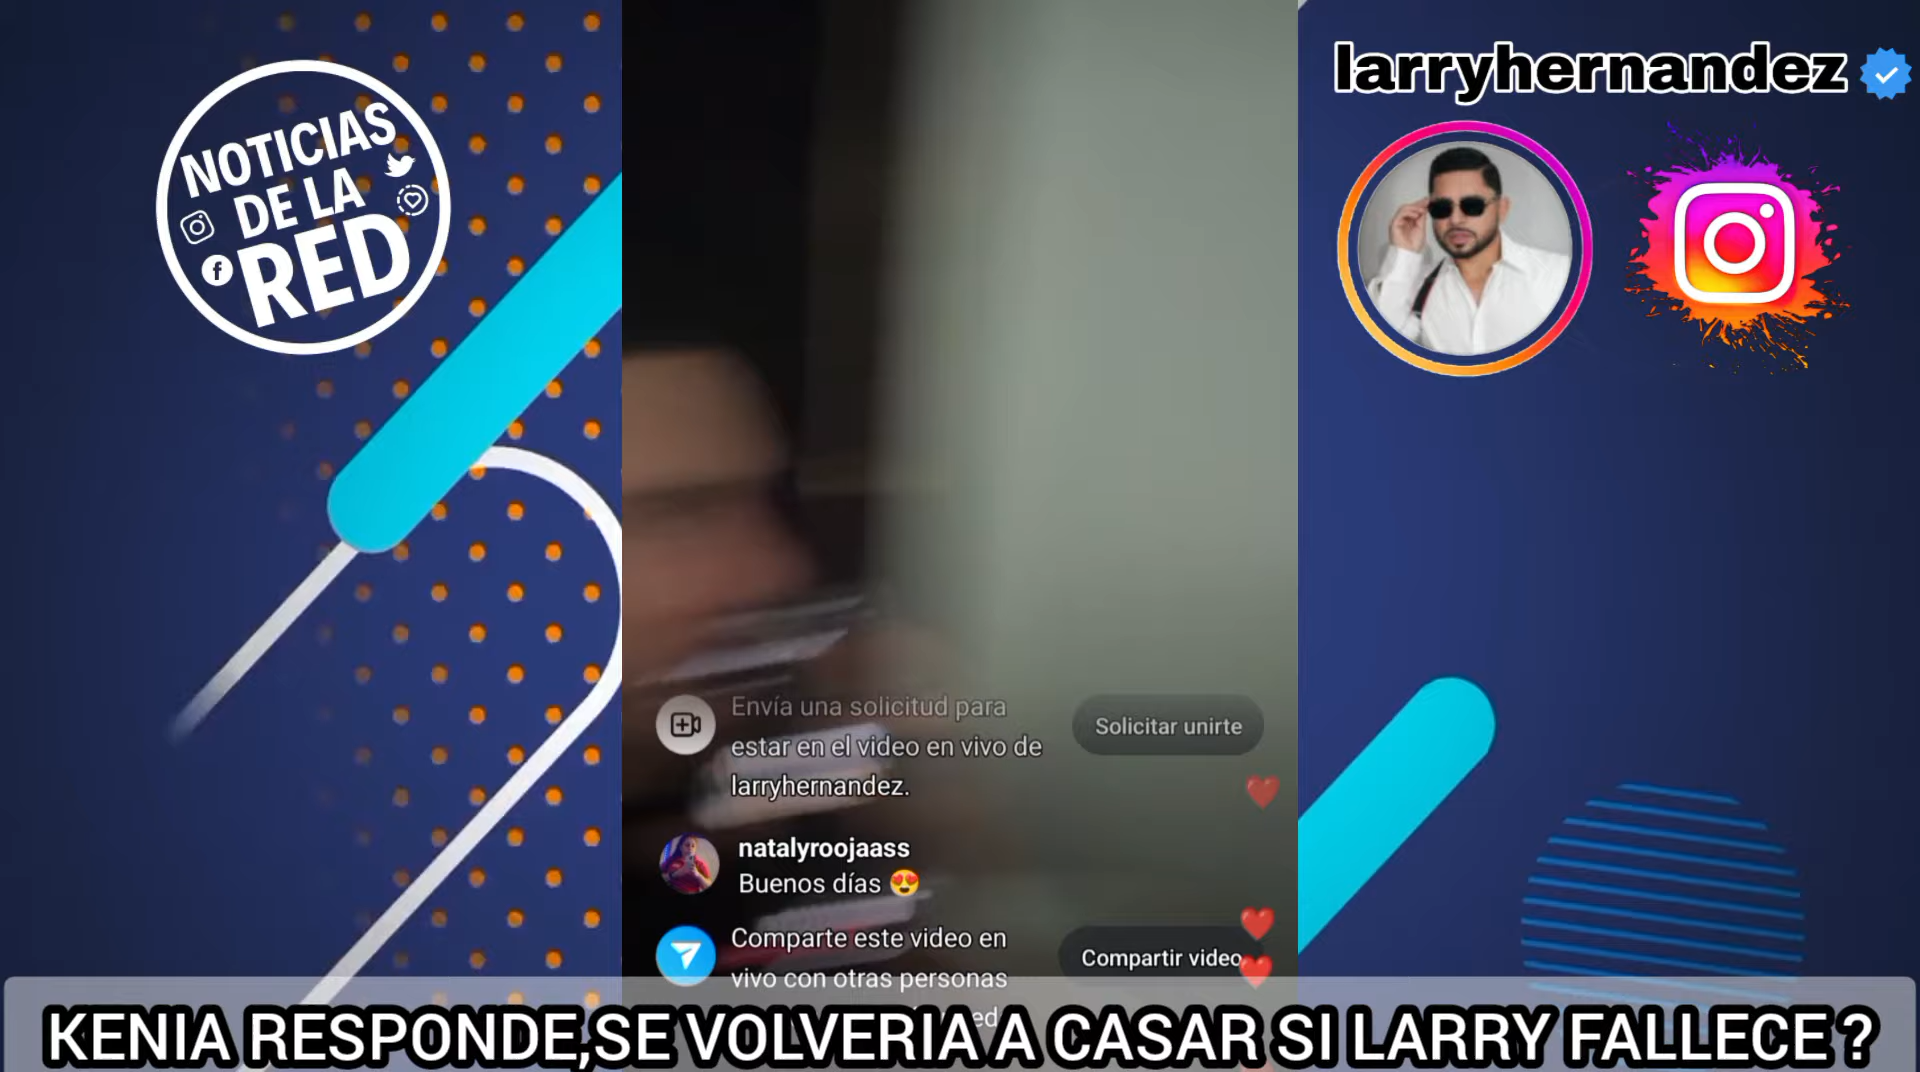 NOTICIAS
DE LA
RED
larryhernandez
Envía una solicitud para
estar en el video en vivo de
larryhernandez.
Solicitar unirte
natalyroojaass
Buenos días 😍
Comparte este video en
vivo con otras personas
Compartir video
KENIA RESPONDE,SE VOLVERIA A CASAR SI LARRY FALLECE ?